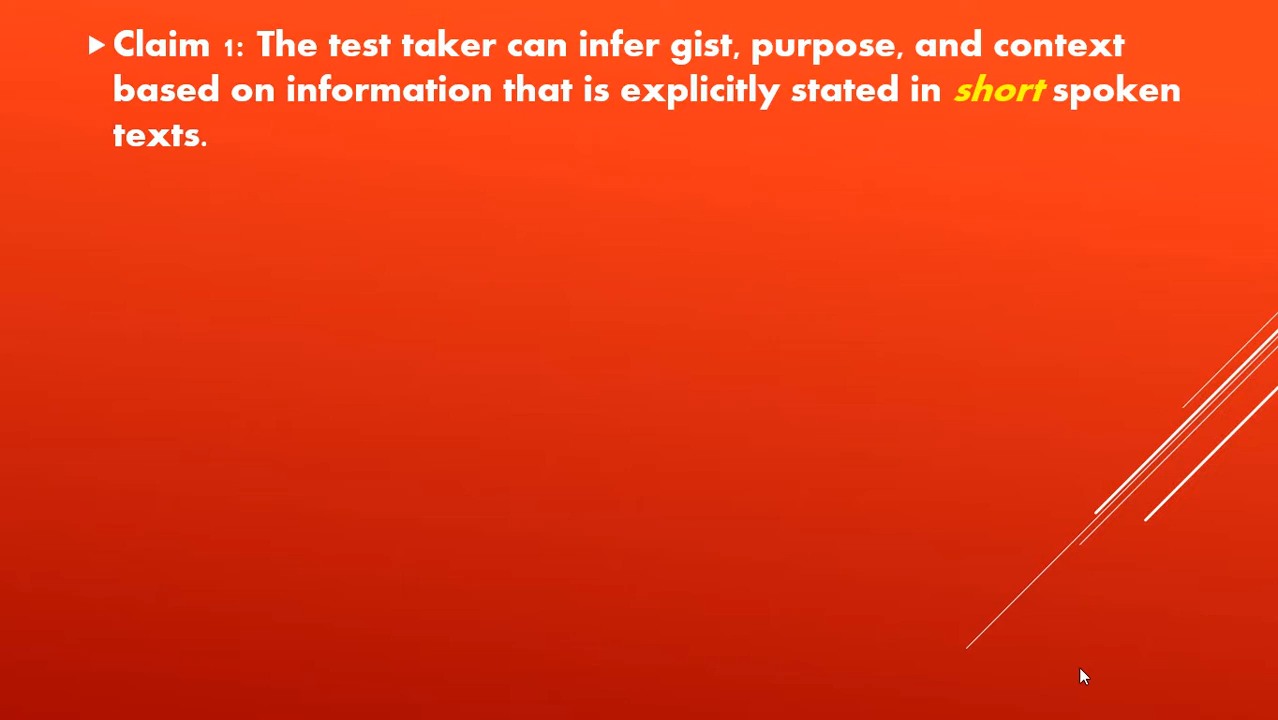 Claim 1: The test taker can infer gist, purpose, and context
based on information that is explicitly stated in short spoken
texts.